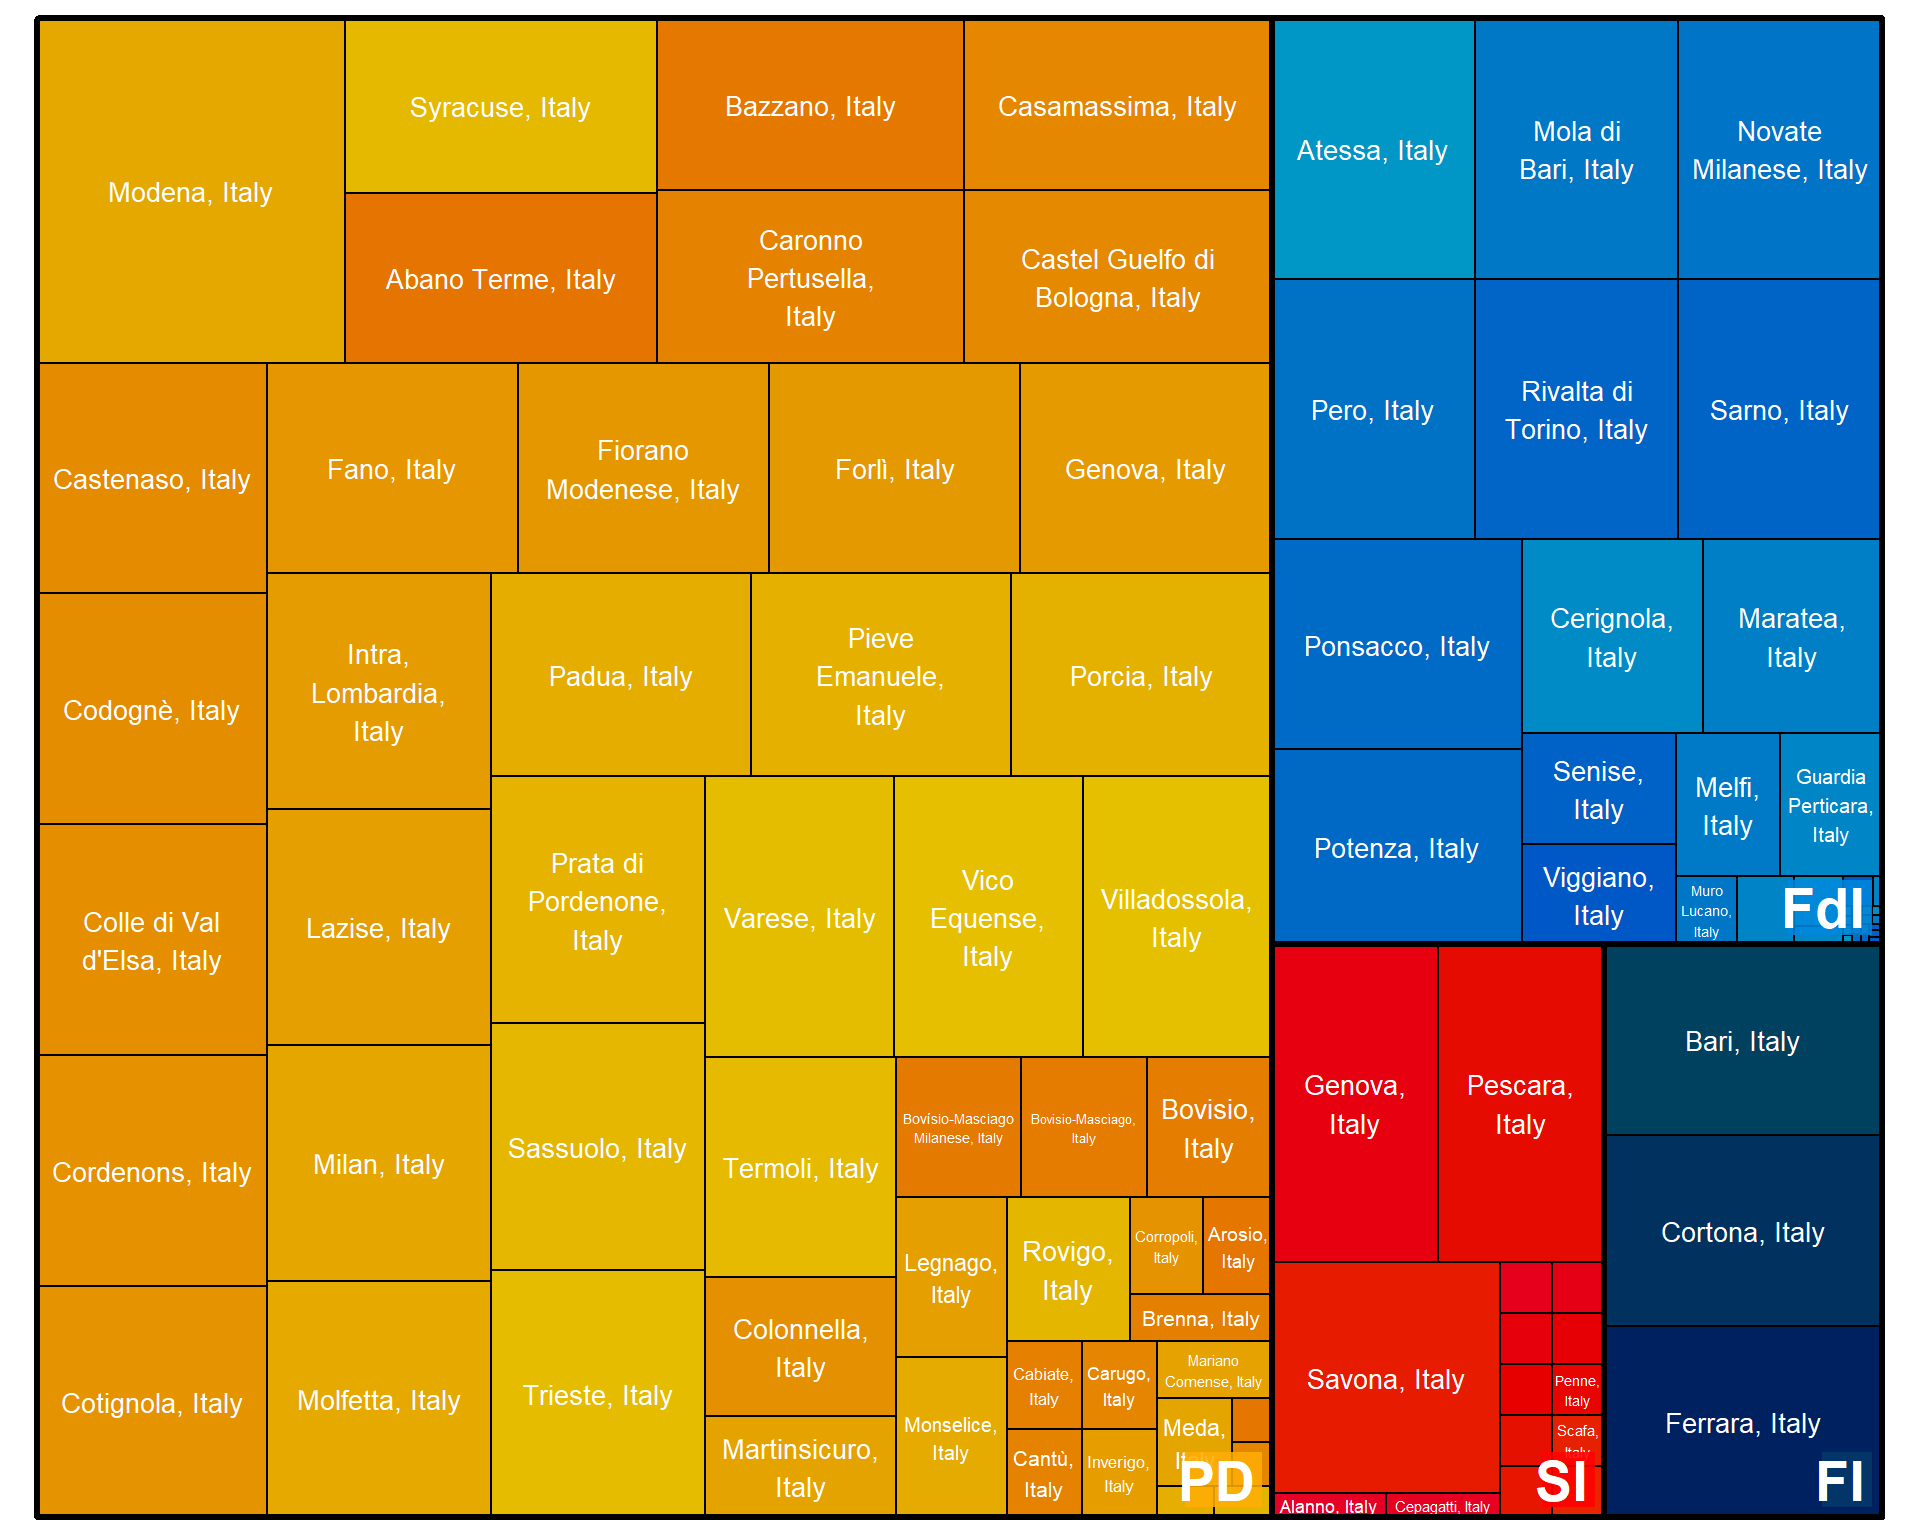 Modena, Italy
Syracuse, Italy
Abano Terme, Italy
Bazzano, Italy
Casamassima, Italy
Caronno
Pertusella,
Italy
Castel Guelfo di
Bologna, Italy
Castenaso, Italy
Codognè, Italy
Colle di Val
d'Elsa, Italy
Cordenons, Italy
Cotignola, Italy
Fano, Italy
Fiorano
Modenese, Italy
Forlì, Italy
Genova, Italy
Intra,
Lombardia,
Italy
Lazise, Italy
Milan, Italy
Molfetta, Italy
Padua, Italy
Pieve
Emanuele,
Italy
Porcia, Italy
Prata di
Pordenone,
Italy
Sassuolo, Italy
Trieste, Italy
Varese, Italy
Vico
Equense,
Italy
Villadossola,
Italy
Termoli, Italy
Colonnella,
Italy
Martinsicuro,
Italy
Bovísio-Masciago
Milanese, Italy
Bovisio-Masciago,
Italy
Bovisio,
Italy
Legnago,
Italy
Monselice,
Italy
Rovigo,
Italy
Corropoli,
Italy
Arosio,
Italy
Brenna, Italy
Cabiate,
Italy
Carugo,
Italy
Cantù,
Italy
Inverigo,
Italy
Mariano
Comense, Italy
Meda,
Italy
PD
Atessa, Italy
Mola di
Bari, Italy
Novate
Milanese, Italy
Pero, Italy
Rivalta di
Torino, Italy
Sarno, Italy
Ponsacco, Italy
Potenza, Italy
Cerignola,
Italy
Maratea,
Italy
Senise,
Italy
Viggiano,
Italy
Melfi,
Italy
Guardia
Perticara,
Italy
Muro
Lucano,
Italy
FdI
Genova,
Italy
Pescara,
Italy
Savona, Italy
Penne,
Italy
Scafa,
Italy
Alanno, Italy
Cepagatti, Italy
SI
Bari, Italy
Cortona, Italy
Ferrara, Italy
FI